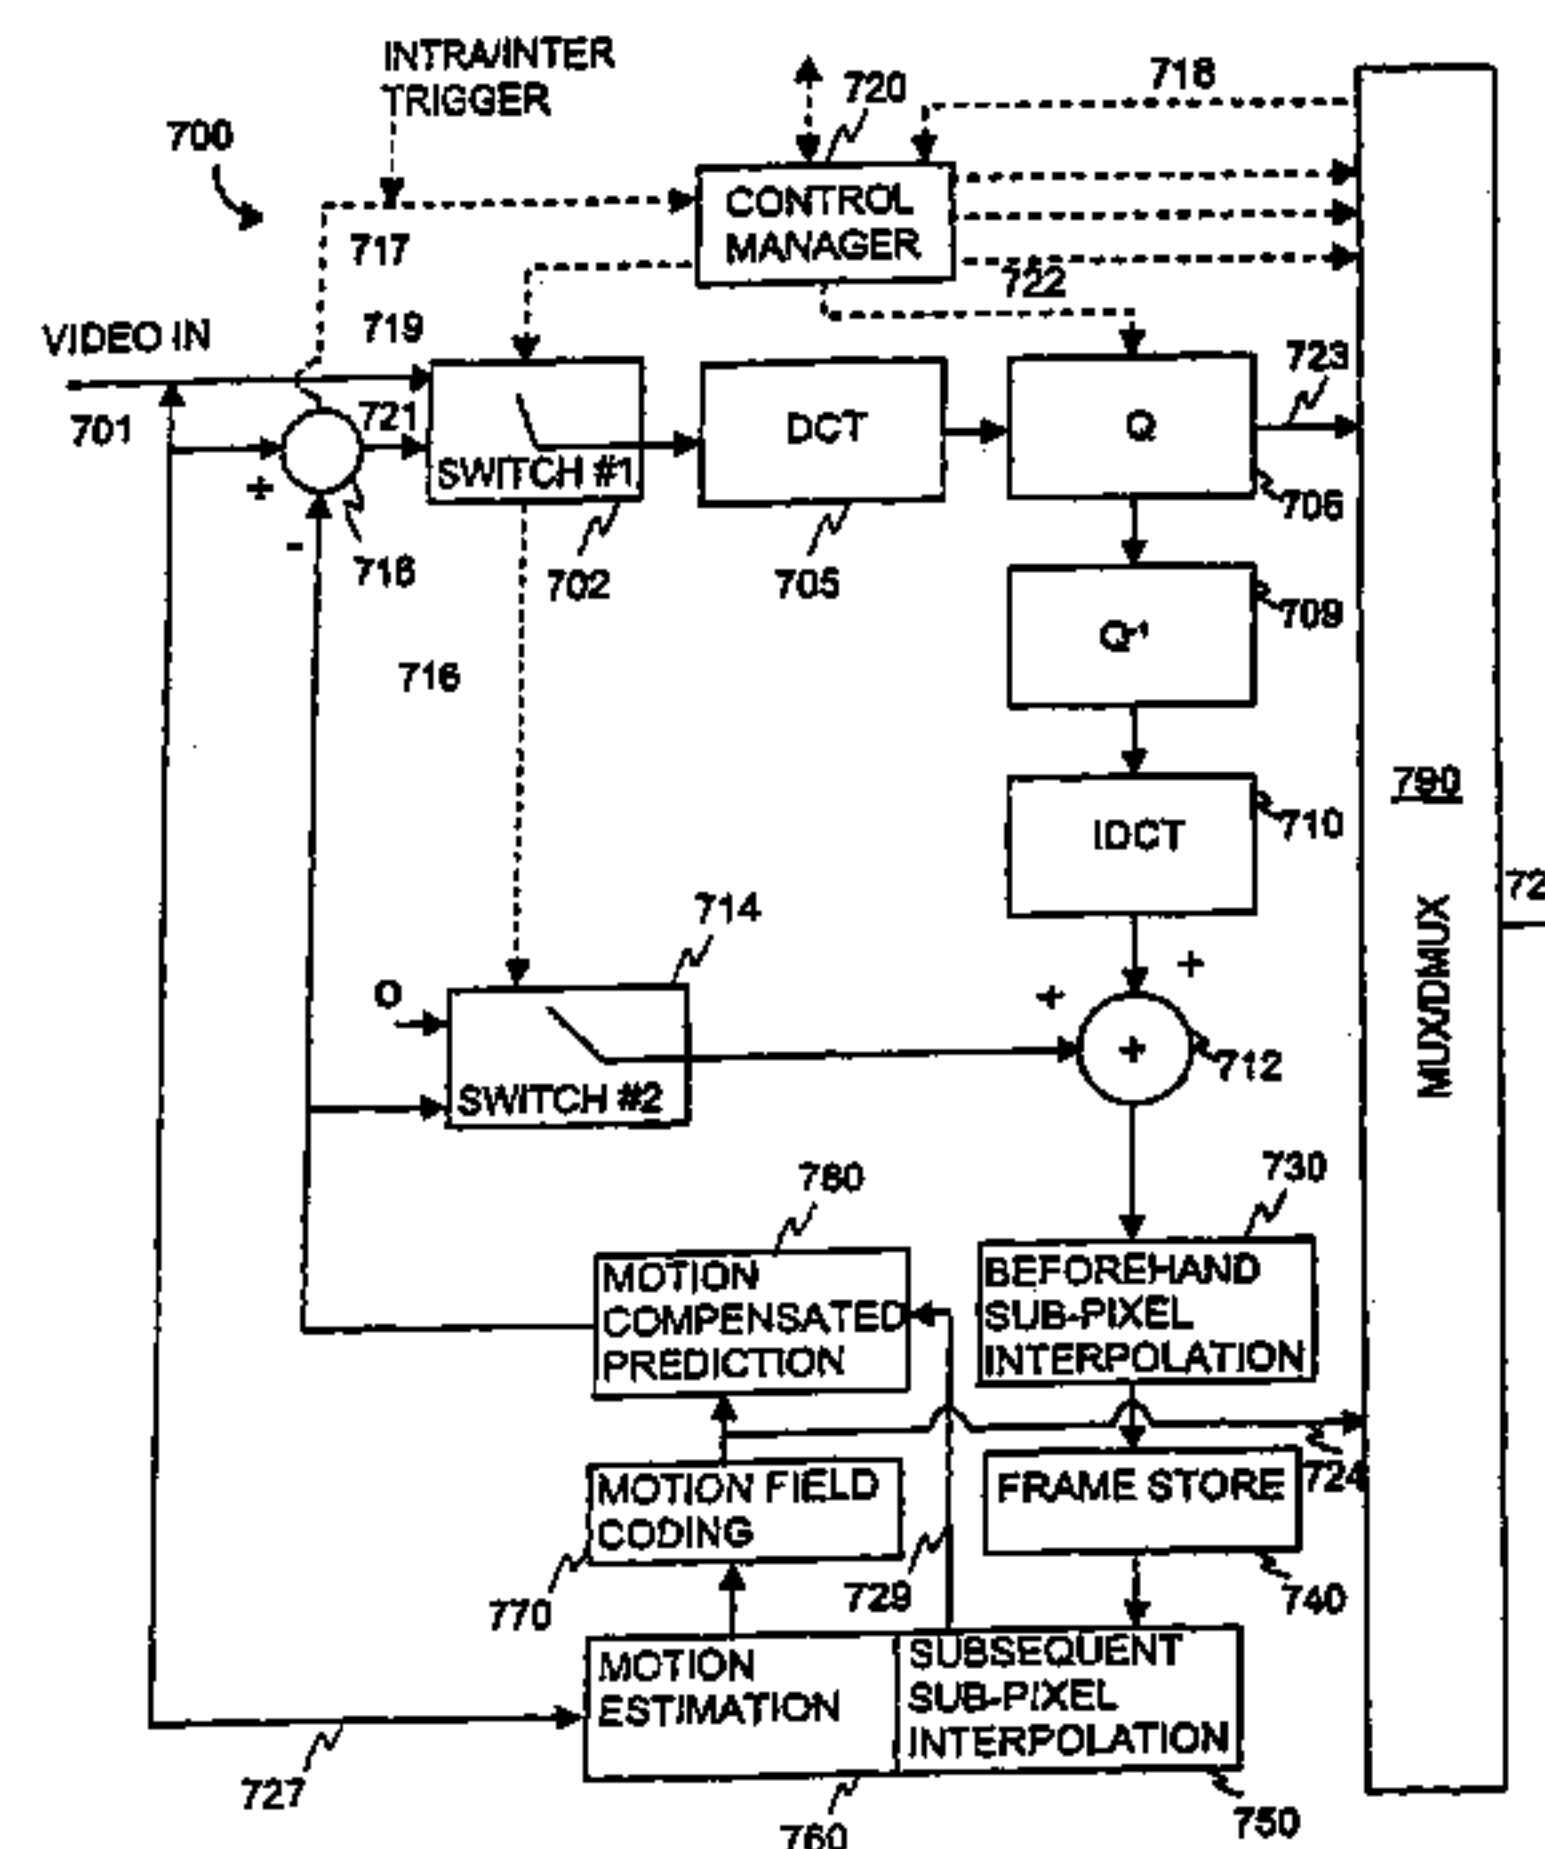 INTRA/INTER
TRIGGER
700
720
718
CONTROL
MANAGER
717
722
VIDEO IN
719
701
721
723
+
-
SWITCH #1
DCT
Q
716
702
705
706
Q-1
709
716
IDCT
710
790
MUX/DMUX
714
O
+
+
+
SWITCH #2
712
780
730
MOTION
COMPENSATED
PREDICTION
BEFOREHAND
SUB-PIXEL
INTERPOLATION
MOTION FIELD
CODING
FRAME STORE
724
770
729
740
MOTION
ESTIMATION
SUBSEQUENT
SUB-PIXEL
INTERPOLATION
727
760
750